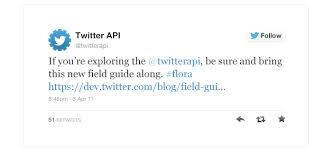 Twitter API
@twitterapi
Follow
If you're exploring the @twitterapi, be sure and bring
this new field guide along. #flora
https://dev.twitter.com/blog/field-gui...
5:48pm - 3 Apr 11
51 RETWEETS